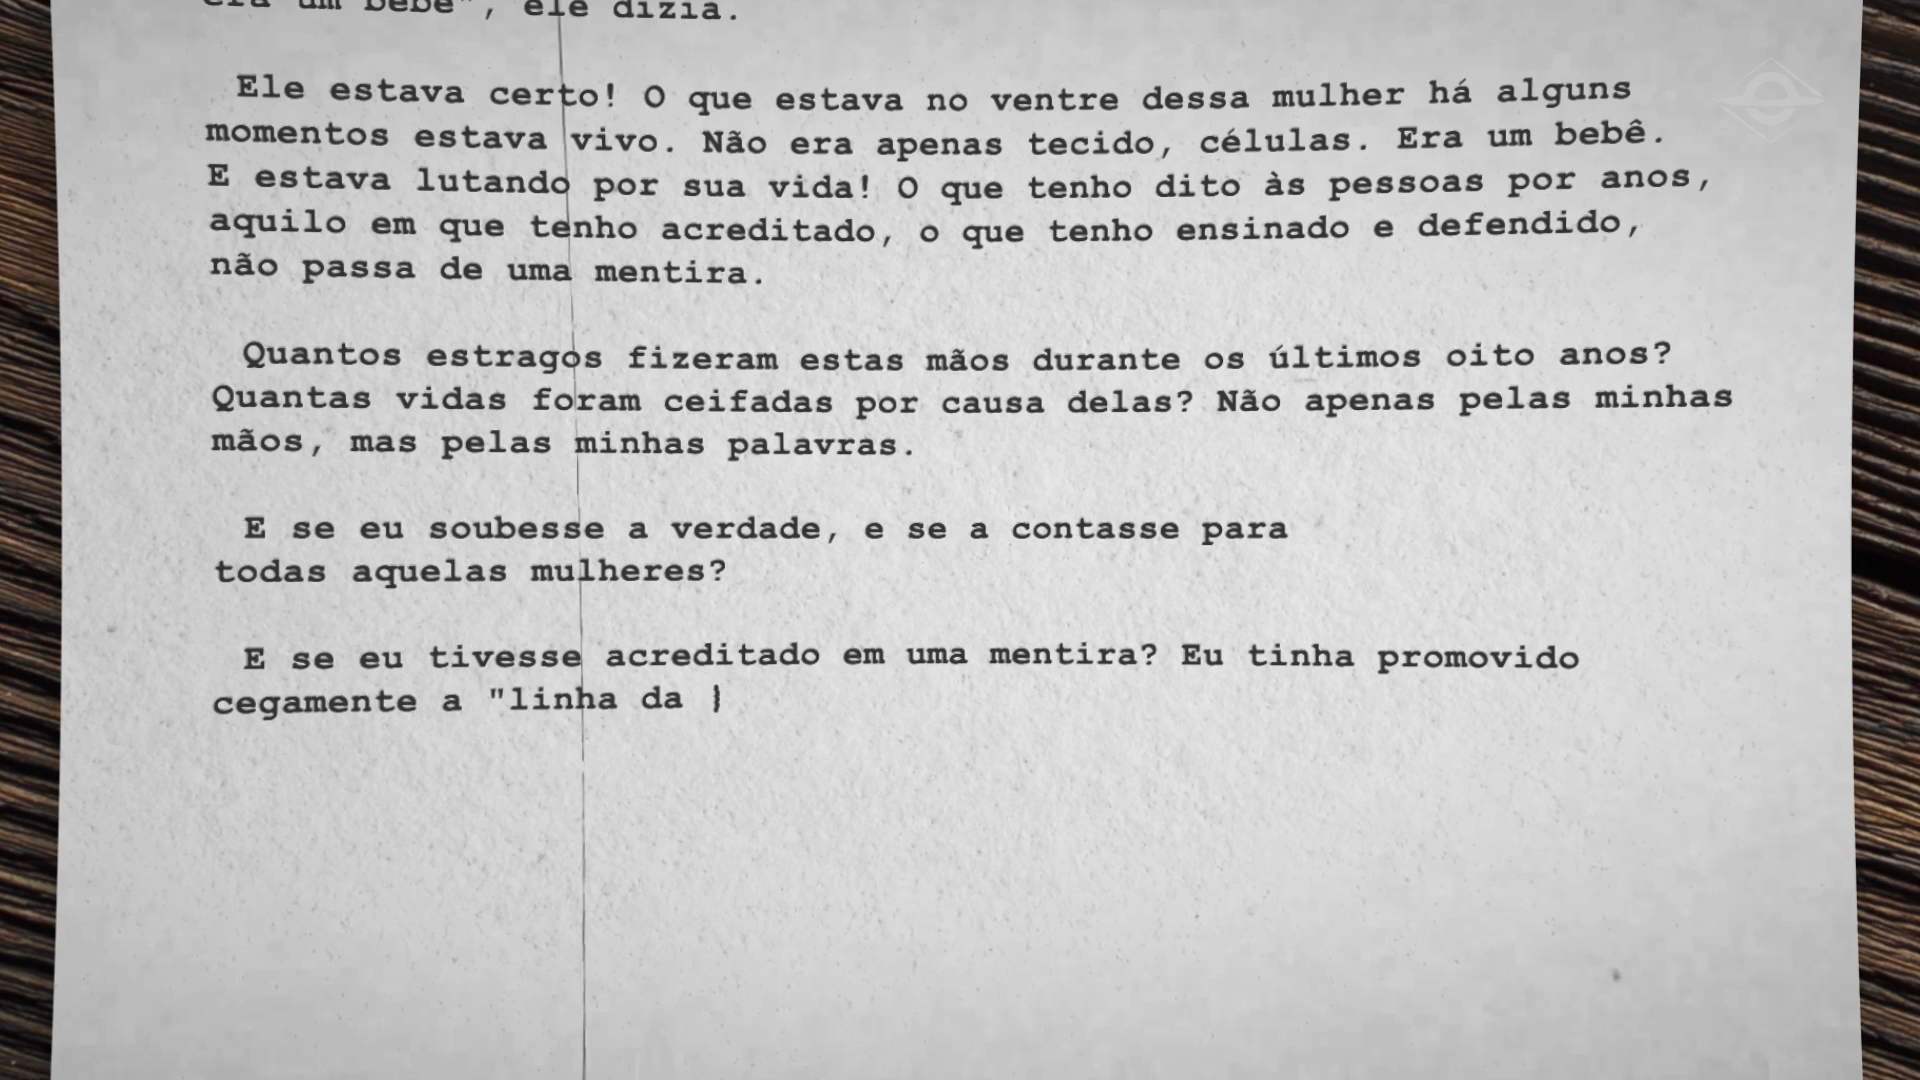 era um bebê", ele dizia.
Ele estava certo! O que estava no ventre dessa mulher há alguns
momentos estava vivo. Não era apenas tecido, células. Era um bebê.
E estava lutando por sua vida! O que tenho dito às pessoas por anos,
aquilo em que tenho acreditado, o que tenho ensinado e defendido,
não passa de uma mentira.
Quantos estragos fizeram estas mãos durante os últimos oito anos?
Quantas vidas foram ceifadas por causa delas? Não apenas pelas minhas
mãos, mas pelas minhas palavras.
E se eu soubesse a verdade, e se a contasse para
todas aquelas mulheres?
E se eu tivesse acreditado em uma mentira? Eu tinha promovido
cegamente a "linha da